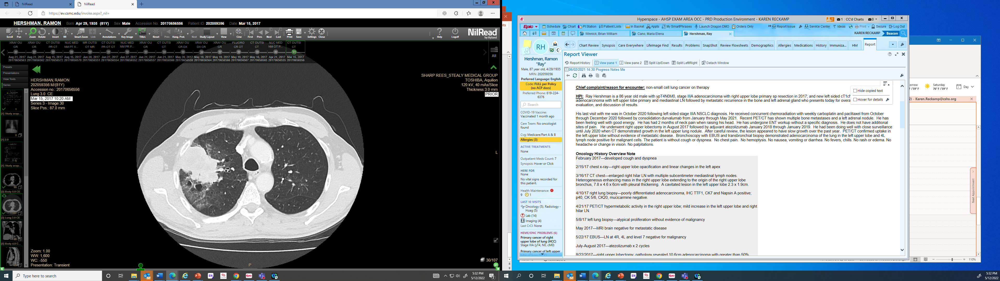 NilRead
NilRead
https://ev.csmc.edu/invoke.aspx?_nil=
HERSHMAN, RAMON Born Apr 29, 1935 (81Y) Sex Male Accession No. 20170656556 Patient ID 202059356 Date Mar 15, 2017
Scroll Pan Zoom Rotate Invert W/L Smart Zoom Link Annotations Key Image Titles Reset Prev. Hang. Prot. Next Study Layout View Cine First Prev. Next Last Print Save Settings Close Help Logoff
NilRead
by Hyland
XRAY OU XRAY OU CT OUTSI NUC MED MR OUTSI CT OUTSI NUC MED XRAY OU CT OUTSI XRAY OU XRAY OU XRAY OU FLUORO CT OUTSI NUC MED CT OUTSI
CR CR PR CT NM PT X... OT MR PR OT CT NM PR P... CR CT CR DX DX CR CR CR OT CT NM OT P... CT
26 27 28 29 30 31 32 33 34 35 36 37 38 39 40 41
Aug 21, 2017 Aug 21, 2017 Aug 15, 2017 Aug 15, 2017 Jun 28, 2017 Jun 27, 2017 Jun 27, 2017 Jun 21, 2017 Jun 21, 2017 May 20, 2017 May 19, 2017 May 19, 2017 May 19, 2017 May 16, 2017 Apr 21, 2017 Mar 15, 2017
20170656563 20170656562 20170656572 20170656570 20170656551 20170656554 20170656552 20170656561 20170656560 20170656559 20170656564 20170656566 20170656567 20170656565 20170656555 20170656556
All
Presets
Presentations
View Tools
Series
HERSHMAN, RAMON
202059356 M/(81Y)
Accession no.: 20170656556
Lung 3.0 CE
Mar 15, 2017 10:20 AM
Series 3 - Image 30
Slice Pos.: 87.0 mm
SHARP REES_STEALY MEDICAL GROUP
TOSHIBA, Aquilion
120 kV, 40 mAs/Slice
Thickness 3.0 mm
PRIOR
1
[1] Study acqu...
2
[1] 2.0
1
[1] Study acqu...
68
[2] Body 5.0 CE
107
[3] Lung 3.0 CE
68
[5] Body 4.0 C...
L
P
Zoom: 1.00
WW: 1,600
WC: -550
Presentation: Transient
30/107
41
Type here to search
EN
Epic
5:32 PM
5/12/2022
2
nts
Hyperspace - AHSP EXAM AREA OCC - PRD Production Environment - KAREN RECKAMP
2 1 : CC'd Charts 0
Epic Schedule Chart Pt Station Patient Lists In Basket Appts My SmartPhrases Launch Dragon DMO Orders Only Report Issue Service Center Ideas Print Secure Log Out
Winnick, Brian William Cano, Maria Elena Hershman, Ray KAREN RECKAMP Beacon
RH
Chart Review Synopsis Care Everywhere LifeImage Find Results Problems SnapShot Review Flowsheets Demographics Allergies Medications History Immuniza... HM Report
Report Viewer
Report History 1 View pane 1 2 View pane 2 Split Up/Down Split Left/Right Detach Window
1 06/02/2021 14:30 Progress Notes Me
Hershman, Ramon
"Ray"
Male, 87 year old, 4/29/1935
MRN: 202059356
Preferred Language: English
Code: FULL per Policy
(no ACP docs)
Preferred Phone: 619-224-
6376
Search
COVID-19 Vaccine:
Vaccinated 1 month ago
Care Team: No oncologist
found
Cvg: Medicare/Part A & B
Allergies (3)
ACTIVE TREATMENTS
None
Outpatient Meds Count: 7
Synopsis: Hover or Click
HERE FOR
None
No vital signs recorded for
this patient.
Health Maintenance:
9 1
LAST 10 VISITS
Oncology (5), Radiology -
Hoag (5)
Lab (14)
Imaging (4)
Last CrCl: None
HEME/ONC PROBLEMS (6)
Primary cancer of right
upper lobe of lung (HCC)
Stage IIIA (yT4, N0, cM0)
Primary cancer of left upper
Chief complaint/reason for encounter: non-small cell lung cancer on therapy
Hide copied text
Hover for details
HPI: Ray Hershman is a 86 year old male with ypT4N0M0, stage IIIA adenocarcinoma with right upper lobe primary sp resection in 2017; and new left sided cT1cN
adenocarcinoma with left upper lobe primary and mediastinal LN followed by metastatic recurrence in the bone and left adrenal gland who presents today for overa
evaluation, and discussion of results.
His last visit with me was in October 2020 following left sided stage IIIA NSCLC diagnosis. He received concurrent chemoradiation with weekly carboplatin and paclitaxel from October
through December 2020 followed by consolidation durvalumab from January through May 2021. Recent PET/CT has shown multiple bone metastases and a left adrenal nodule. He has
been feeling well with good energy. He has had 2 months of neck pain when raising his head. He has undergone ENT workup without a specific diagnosis. He does not have additional
sites of pain. He underwent right upper lobectomy in August 2017 followed by adjuvant atezolizumab January 2018 through January 2019. He had been doing well with close surveillance
until July 2020 when CT demonstrated growth in the left upper lung nodule. After careful review, the lesion appeared to have slow growth over the past year. PET/CT confirmed uptake in
the left upper lobe without evidence of metastatic disease. Bronchoscopy with EBUS and transbronchial biopsy demonstrated adenocarcinoma of the lung in the left upper lobe and 4L
lymph node positive for malignant cells. The patient is without cough or dyspnea. No chest pain. No hemoptysis. No nausea, vomiting or diarrhea. No fevers, chills. No rash or edema. No
headache or change in vision. No palpitations.
Oncology History Overview Note
February 2017—developed cough and dyspnea
2/15/17 chest x-ray—right upper lobe opacification and linear changes in the left apex
3/16/17 CT chest—enlarged right hilar LN with multiple subcentimeter mediastinal lymph nodes.
Heterogeneous enhancing mass in the right upper lobe extending to the origin of the right upper lobe
bronchus, 7.8 x 4.6 x 6cm with pleural thickening. A cavitated lesion in the left upper lobe 2.3 x 1.9cm.
4/10/17 right lung biopsy—poorly differentiated adenocarcinoma, IHC TTF1, CK7 and Napsin A positive;
p40, CK 5/6, CK20, mucicarmine negative.
4/21/17 PET/CT hypermetabolic activity in the right upper lobe; mild increase in the left upper lobe and right
hilar LN.
5/8/17 left lung biopsy—atypical proliferation without evidence of malignancy
May 2017—MRI brain negative for metastatic disease
5/22/17 EBUS—LN at 4R, 4L and level 7 negative for malignancy
July-August 2017—atezolizumab x 2 cycles
8/22/2017—right upper lobectomy; pathology revealed 10.6cm adenocarcinoma with greater than 50%
orrow
F / 59° F
Saturday
76° F / 59° F
Day
2) - Karen.Reckamp@cshs.org
Next Appointment
110%
EN
Epic
5:32 PM
5/12/2022